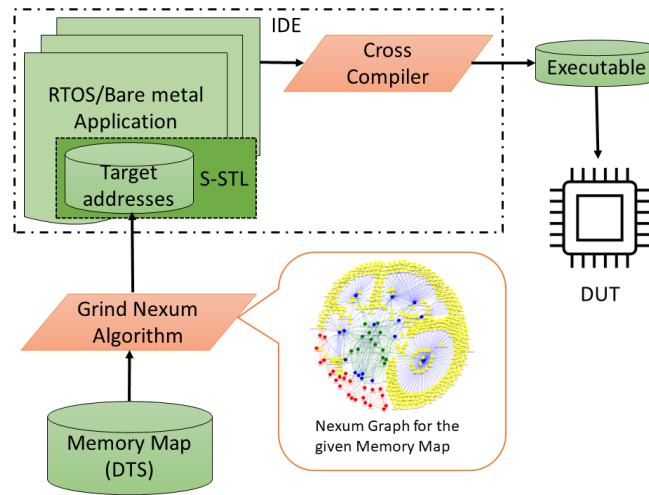 IDE
Cross
Compiler
Executable
RTOS/Bare metal
Application
Target
addresses
S-STL
DUT
Grind Nexum
Algorithm
Nexum Graph for the
given Memory Map
Memory Map
(DTS)